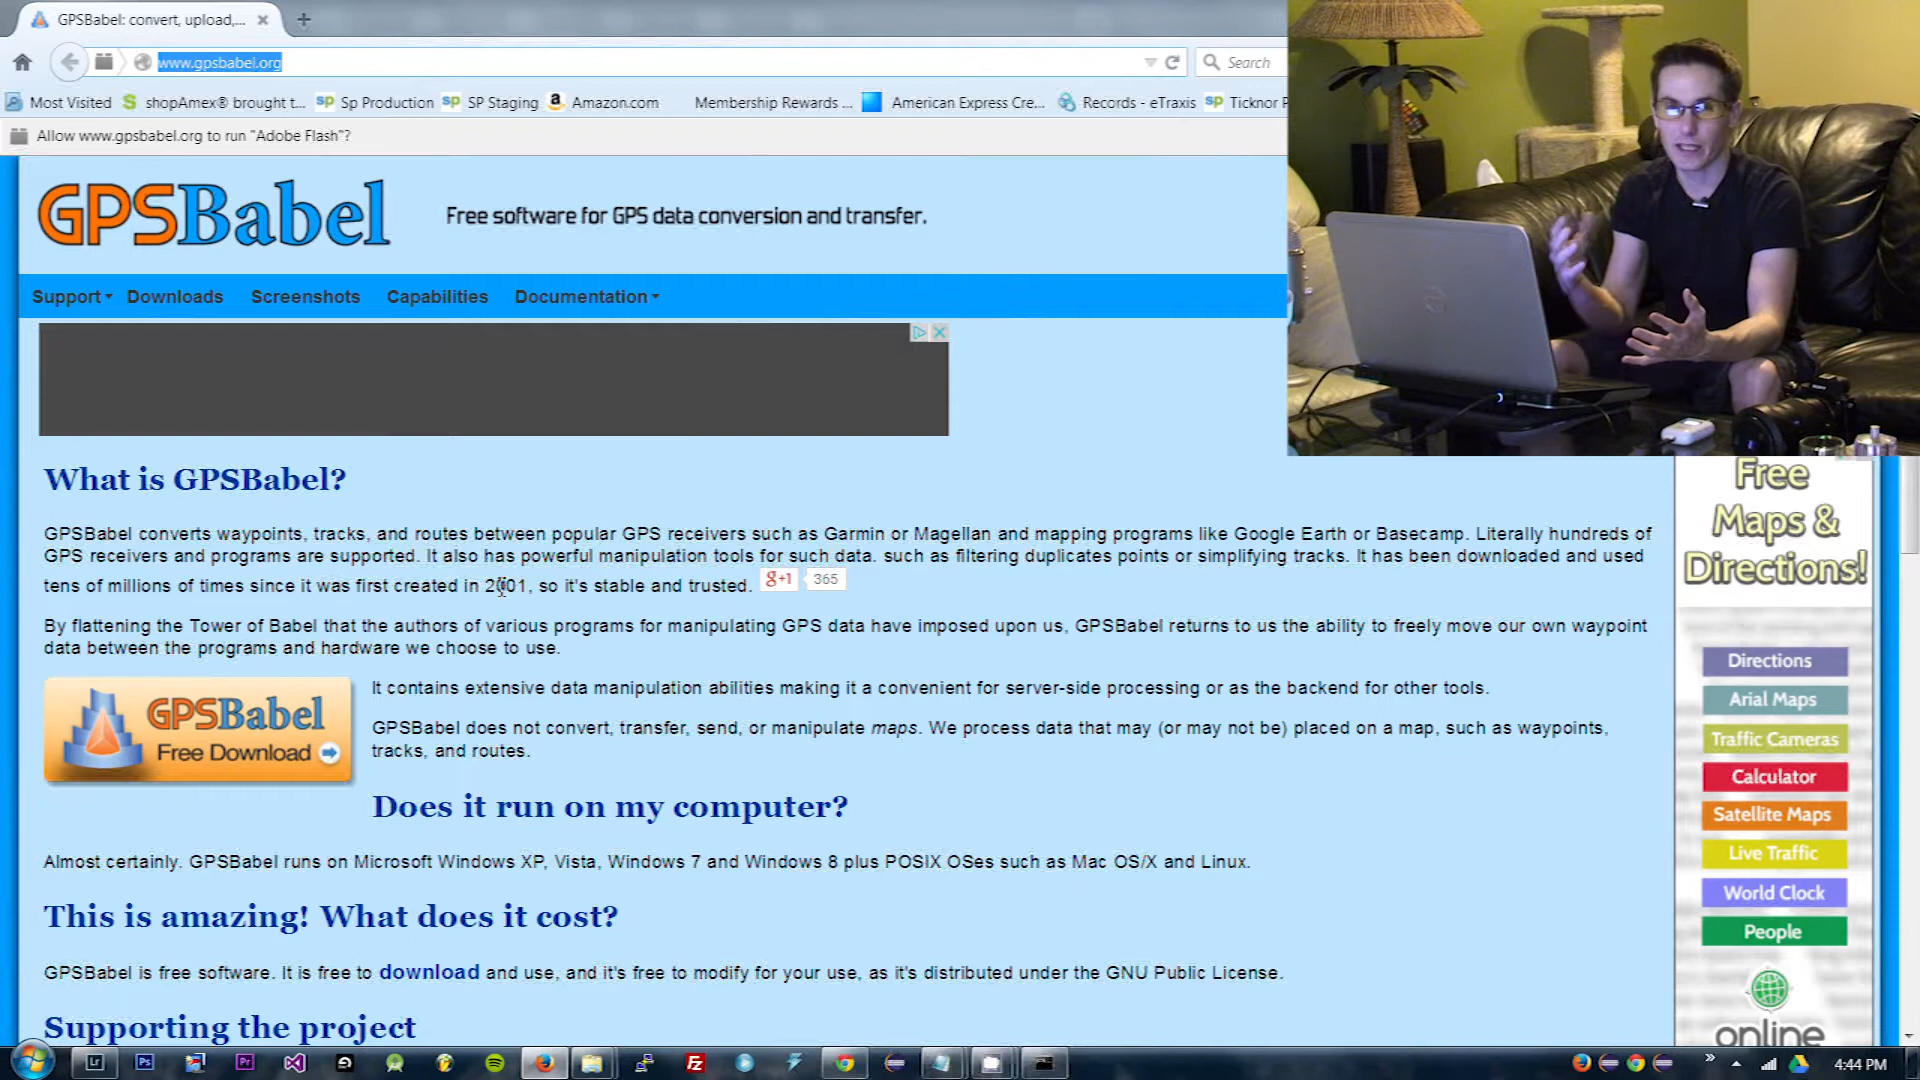 GPSBabel: convert, upload,...
www.gpsbabel.org
Search
Most Visited
shopAmex® brought t...
Sp Production
SP Staging
Amazon.com
Membership Rewards ...
American Express Cre...
Records - eTraxis
Ticknor P
Allow www.gpsbabel.org to run "Adobe Flash"?
GPSBabel
Free software for GPS data conversion and transfer.
Support
Downloads
Screenshots
Capabilities
Documentation
What is GPSBabel?
GPSBabel converts waypoints, tracks, and routes between popular GPS receivers such as Garmin or Magellan and mapping programs like Google Earth or Basecamp. Literally hundreds of
GPS receivers and programs are supported. It also has powerful manipulation tools for such data. such as filtering duplicates points or simplifying tracks. It has been downloaded and used
tens of millions of times since it was first created in 2001, so it's stable and trusted.
g+1
365
By flattening the Tower of Babel that the authors of various programs for manipulating GPS data have imposed upon us, GPSBabel returns to us the ability to freely move our own waypoint
data between the programs and hardware we choose to use.
GPSBabel
Free Download
It contains extensive data manipulation abilities making it a convenient for server-side processing or as the backend for other tools.
GPSBabel does not convert, transfer, send, or manipulate maps. We process data that may (or may not be) placed on a map, such as waypoints,
tracks, and routes.
Does it run on my computer?
Almost certainly. GPSBabel runs on Microsoft Windows XP, Vista, Windows 7 and Windows 8 plus POSIX OSes such as Mac OS/X and Linux.
This is amazing! What does it cost?
GPSBabel is free software. It is free to download and use, and it's free to modify for your use, as it's distributed under the GNU Public License.
Supporting the project
Free
Maps &
Directions!
Directions
Arial Maps
Traffic Cameras
Calculator
Satellite Maps
Live Traffic
World Clock
People
online
Lr
Ps
Pr
Fz
4:44 PM